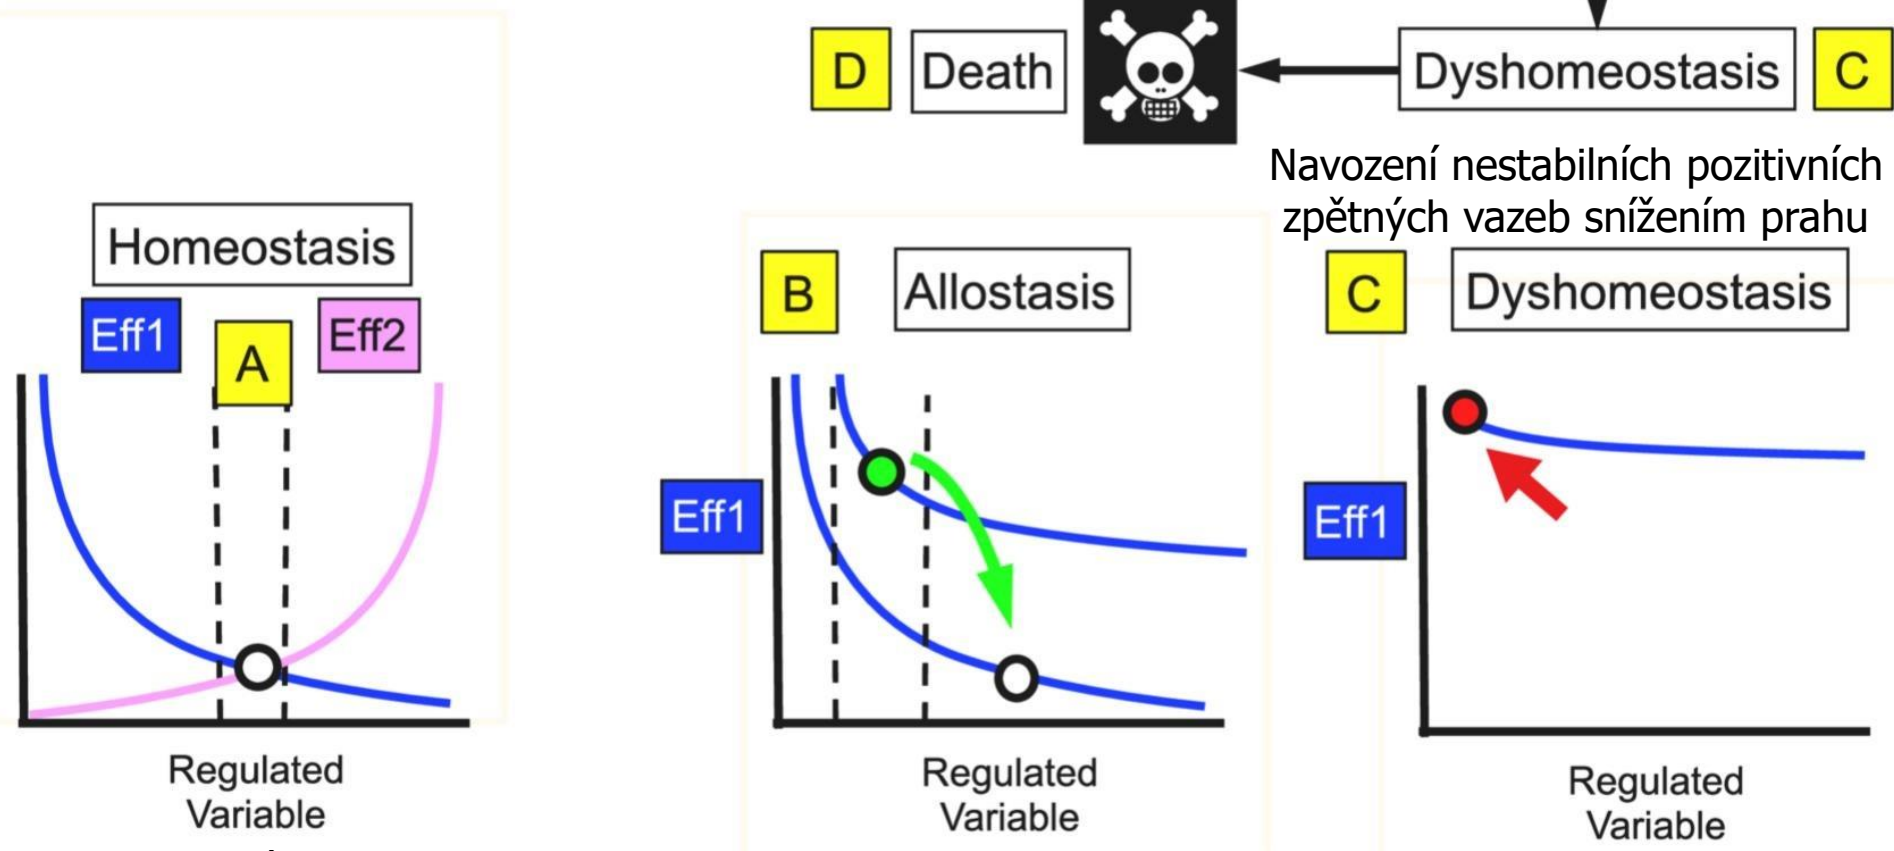 D
Death
Dyshomeostasis
C
Navození nestabilních pozitivních
zpětných vazeb snížením prahu
Homeostasis
Eff1
A
Eff2
Regulated
Variable
B
Allostasis
Eff1
Regulated
Variable
C
Dyshomeostasis
Eff1
Regulated
Variable